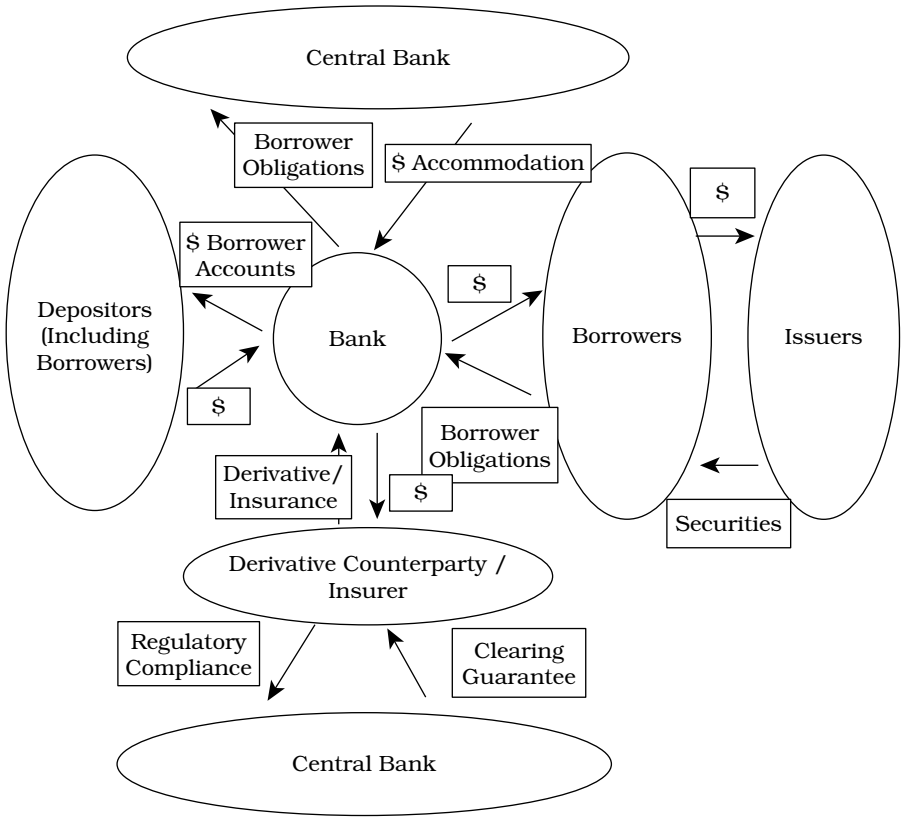 Central Bank
Borrower
Obligations
$ Accommodation
$
$ Borrower
Accounts
$
Depositors
(Including
Borrowers)
Bank
Borrowers
Issuers
$
Borrower
Obligations
Derivative/
Insurance
$
Securities
Derivative Counterparty /
Insurer
Regulatory
Compliance
Clearing
Guarantee
Central Bank